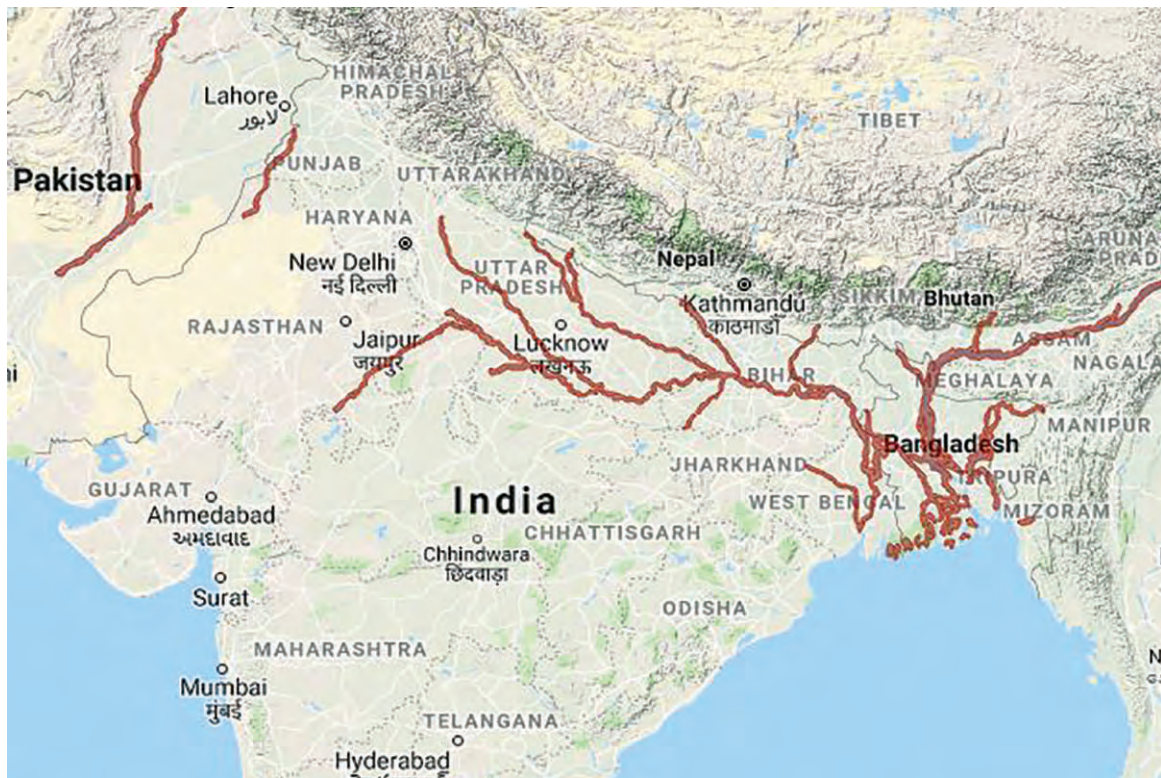 HIMACHAL
PRADESH
Lahore
لاہور
TIBET
PUNJAB
Pakistan
UTTARAKHAND
HARYANA
New Delhi
नई दिल्ली
UTTAR
PRADESH
Nepal
Kathmandu
काठमाडौँ
SIKKIM
Bhutan
ARUNA
PRAD
RAJASTHAN
Jaipur
जयपुर
Lucknow
लखनऊ
BIHAR
ASSAM
NAGALA
MEGHALAYA
MANIPUR
Bangladesh
JHARKHAND
TRIPURA
WEST BENGAL
MIZORAM
GUJARAT
Ahmedabad
અમદાવાદ
India
CHHATTISGARH
Chhindwara
छिंदवाड़ा
Surat
ODISHA
MAHARASHTRA
Mumbai
मुंबई
TELANGANA
Hyderabad